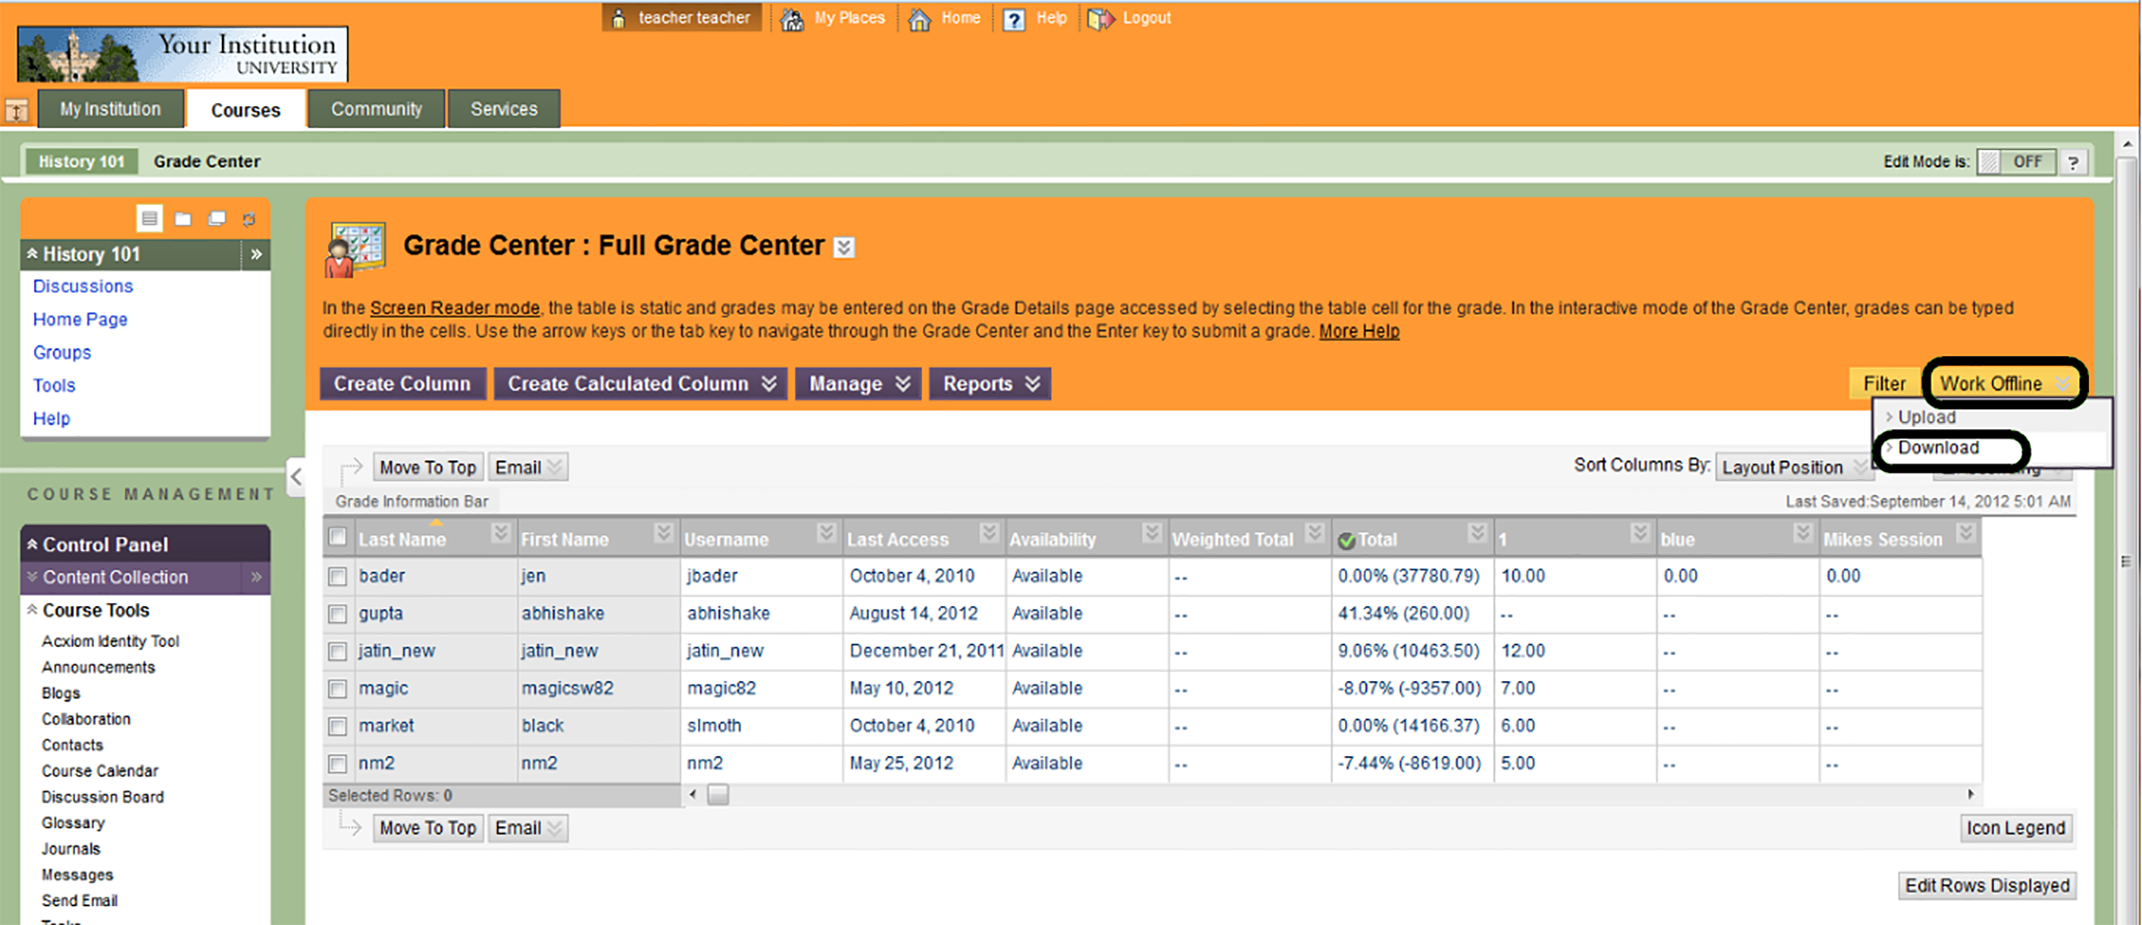 teacher teacher
My Places
Home
Help
Logout
Your Institution
UNIVERSITY
My Institution
Courses
Community
Services
History 101
Grade Center
Edit Mode is:
OFF
?
History 101
Discussions
Home Page
Groups
Tools
Help
COURSE MANAGEMENT
Control Panel
Content Collection
Course Tools
Acxiom Identity Tool
Announcements
Blogs
Collaboration
Contacts
Course Calendar
Discussion Board
Glossary
Journals
Messages
Send Email
Grade Center : Full Grade Center
In the Screen Reader mode, the table is static and grades may be entered on the Grade Details page accessed by selecting the table cell for the grade. In the interactive mode of the Grade Center, grades can be typed
directly in the cells. Use the arrow keys or the tab key to navigate through the Grade Center and the Enter key to submit a grade. More Help
Create Column
Create Calculated Column
Manage
Reports
Filter
Work Offline
> Upload
> Download
Move To Top
Email
Sort Columns By:
Layout Position
Grade Information Bar
Last Saved:September 14, 2012 5:01 AM
Last Name First Name Username Last Access Availability Weighted Total Total 1 blue Mikes Session
bader jen jbader October 4, 2010 Available -- 0.00% (37780.79) 10.00 0.00 0.00
gupta abhishake abhishake August 14, 2012 Available -- 41.34% (260.00) -- -- --
jatin_new jatin_new jatin_new December 21, 2011 Available -- 9.06% (10463.50) 12.00 -- --
magic magicsw82 magic82 May 10, 2012 Available -- -8.07% (-9357.00) 7.00 -- --
market black slmoth October 4, 2010 Available -- 0.00% (14166.37) 6.00 -- --
nm2 nm2 nm2 May 25, 2012 Available -- -7.44% (-8619.00) 5.00 -- --
Selected Rows: 0
Move To Top
Email
Icon Legend
Edit Rows Displayed